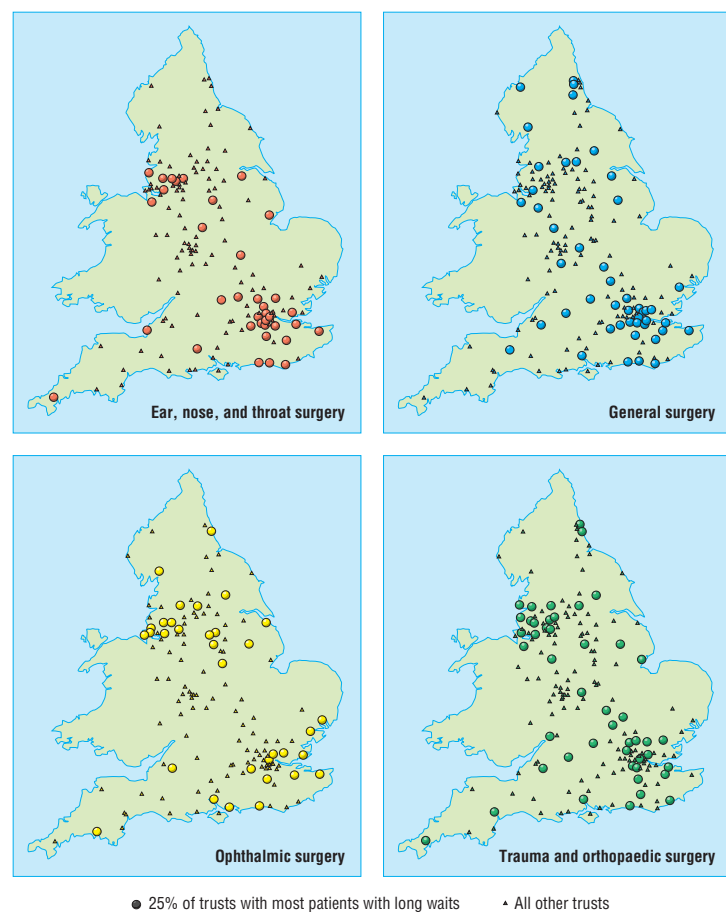 Ear, nose, and throat surgery
General surgery
Ophthalmic surgery
Trauma and orthopaedic surgery
25% of trusts with most patients with long waits
All other trusts